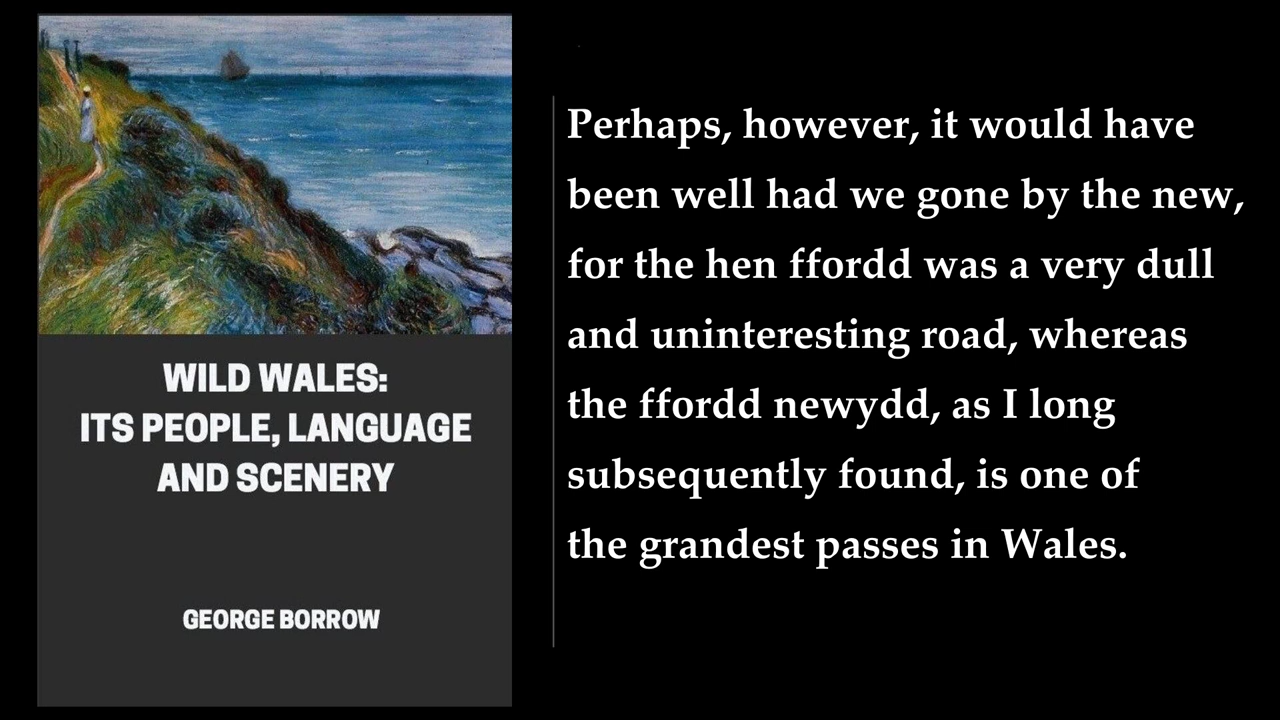 WILD WALES:
ITS PEOPLE, LANGUAGE
AND SCENERY
GEORGE BORROW
Perhaps, however, it would have
been well had we gone by the new,
for the hen ffordd was a very dull
and uninteresting road, whereas
the ffordd newydd, as I long
subsequently found, is one of
the grandest passes in Wales.